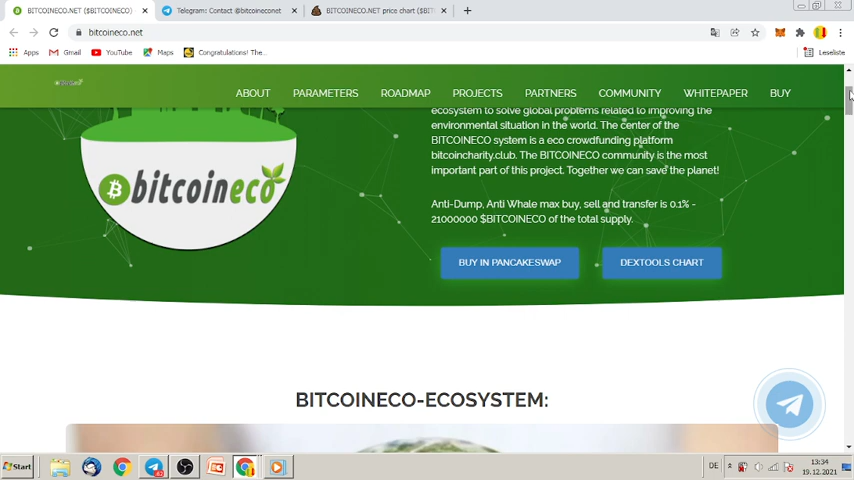 BITCOINECO.NET ($BITCOINECO)
Telegram: Contact @bitcoineconet
BITCOINECO.NET price chart ($BIT
bitcoineco.net
Apps
Gmail
YouTube
Maps
Congratulations! The...
Leseliste
ABOUT
PARAMETERS
ROADMAP
PROJECTS
PARTNERS
COMMUNITY
WHITEPAPER
BUY
ecosystem to solve global problems related to improving the
environmental situation in the world. The center of the
BITCOINECO system is a eco crowdfunding platform
bitcoincharity.club. The BITCOINECO community is the most
important part of this project. Together we can save the planet!
bitcoineco
Anti-Dump, Anti Whale max buy, sell and transfer is 0.1% -
21000000 $BITCOINECO of the total supply.
BUY IN PANCAKESWAP
DEXTOOLS CHART
BITCOINECO-ECOSYSTEM:
Start
DE
13:34
19.12.2021